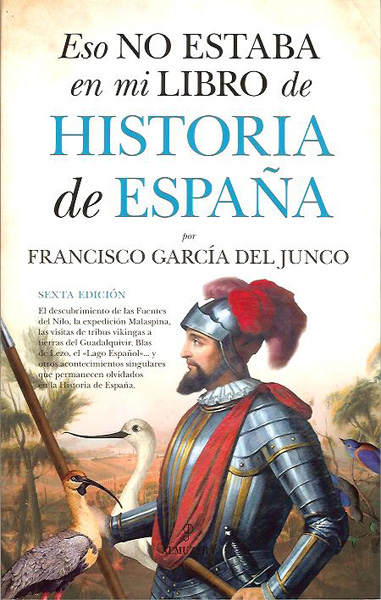 Eso NO ESTABA
en mi LIBRO de
HISTORIA
de ESPAÑA
por
FRANCISCO GARCÍA DEL JUNCO
SEXTA EDICIÓN
El descubrimiento de las Fuentes
del Nilo, la expedición Malaspina,
las visitas de tribus vikingas a
tierras del Guadalquivir, Blas
de Lezo, el «Lago Español»... y
otros acontecimientos singulares
que permanecen olvidados
en la Historia de España.
ALMUZARA